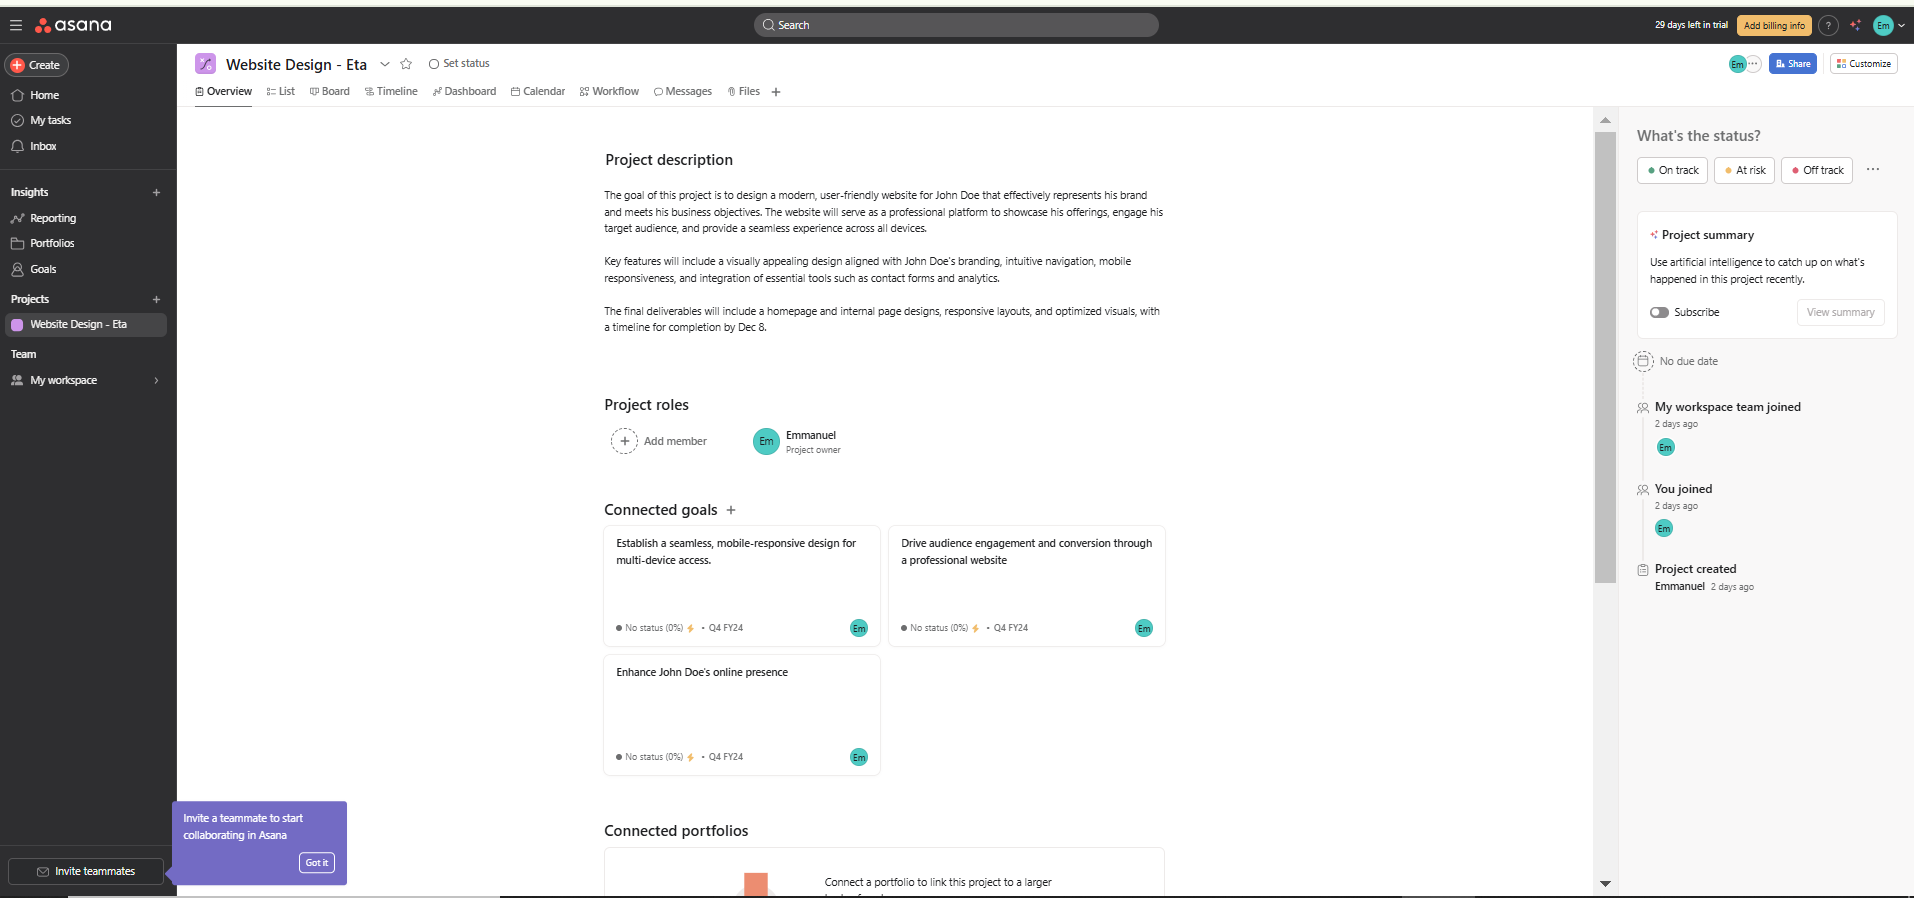 asana
Search
29 days left in trial
Add billing info
?
Em
Create
Home
My tasks
Inbox
Insights
Reporting
Portfolios
Goals
Projects
Website Design - Eta
Team
My workspace
Invite teammates
Invite a teammate to start
collaborating in Asana
Got it
Website Design - Eta
Set status
Em
Share
Customize
Overview
List
Board
Timeline
Dashboard
Calendar
Workflow
Messages
Files
Project description
The goal of this project is to design a modern, user-friendly website for John Doe that effectively represents his brand
and meets his business objectives. The website will serve as a professional platform to showcase his offerings, engage his
target audience, and provide a seamless experience across all devices.
Key features will include a visually appealing design aligned with John Doe's branding, intuitive navigation, mobile
responsiveness, and integration of essential tools such as contact forms and analytics.
The final deliverables will include a homepage and internal page designs, responsive layouts, and optimized visuals, with
a timeline for completion by Dec 8.
Project roles
Add member
Em
Emmanuel
Project owner
Connected goals
Establish a seamless, mobile-responsive design for
multi-device access.
No status (0%) • Q4 FY24
Em
Drive audience engagement and conversion through
a professional website
No status (0%) • Q4 FY24
Em
Enhance John Doe's online presence
No status (0%) • Q4 FY24
Em
Connected portfolios
Connect a portfolio to link this project to a larger
What's the status?
On track
At risk
Off track
Project summary
Use artificial intelligence to catch up on what's
happened in this project recently.
Subscribe
View summary
No due date
My workspace team joined
2 days ago
Em
You joined
2 days ago
Em
Project created
Emmanuel 2 days ago